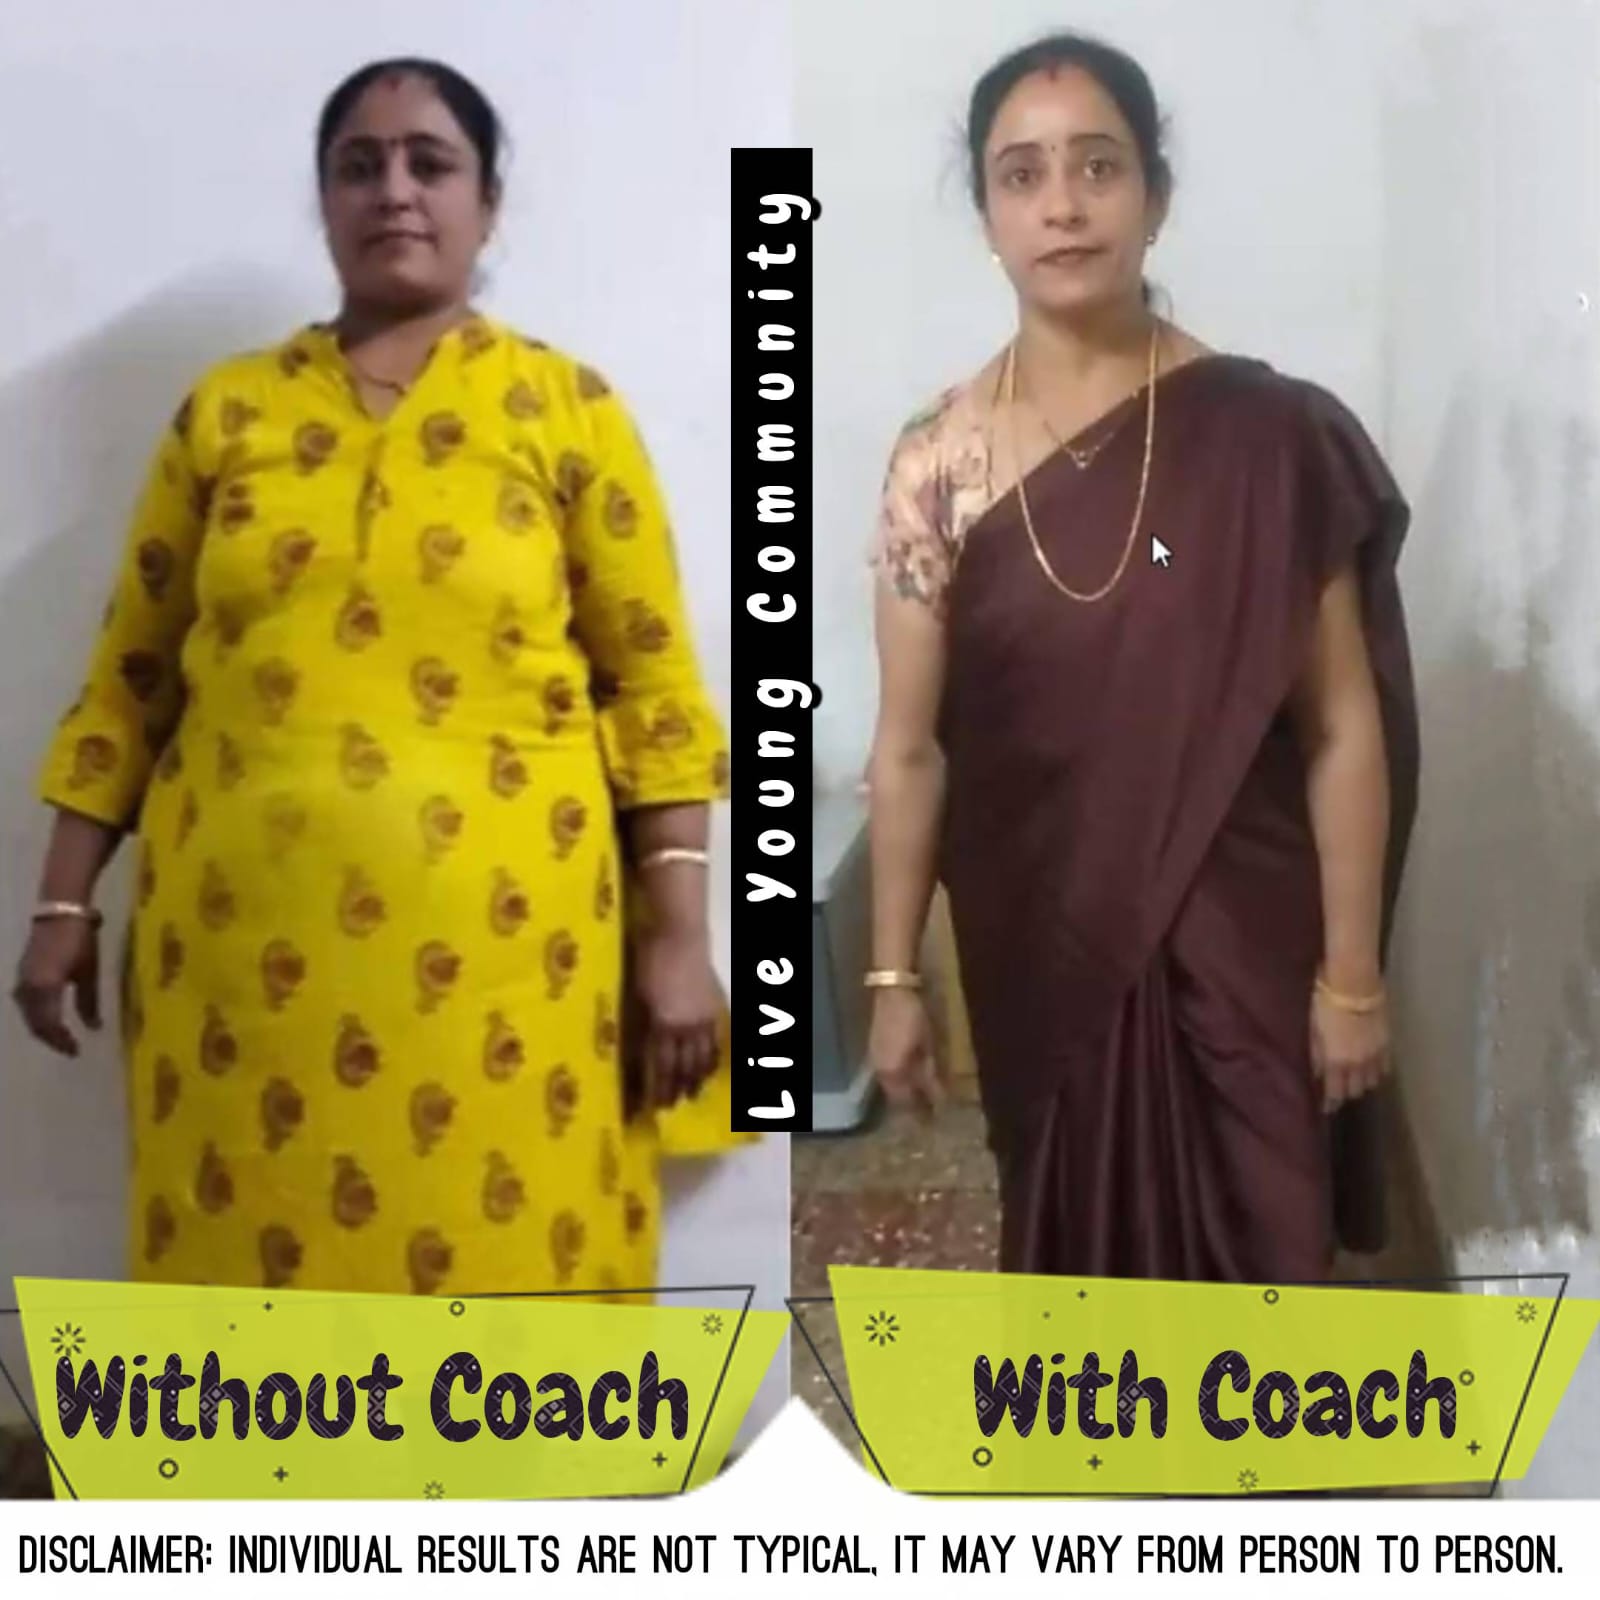 Live Young Community
Without Coach
With Coach
DISCLAIMER: INDIVIDUAL RESULTS ARE NOT TYPICAL, IT MAY VARY FROM PERSON TO PERSON.